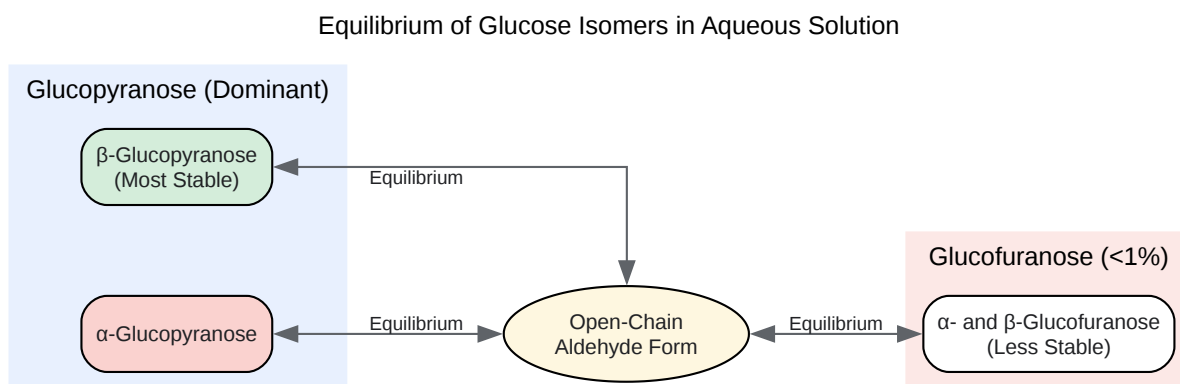 Equilibrium of Glucose Isomers in Aqueous Solution
Glucopyranose (Dominant)
β-Glucopyranose
(Most Stable)
Equilibrium
Glucofuranose (<1%)
α-Glucopyranose
Equilibrium
Open-Chain
Aldehyde Form
Equilibrium
α- and β-Glucofuranose
(Less Stable)